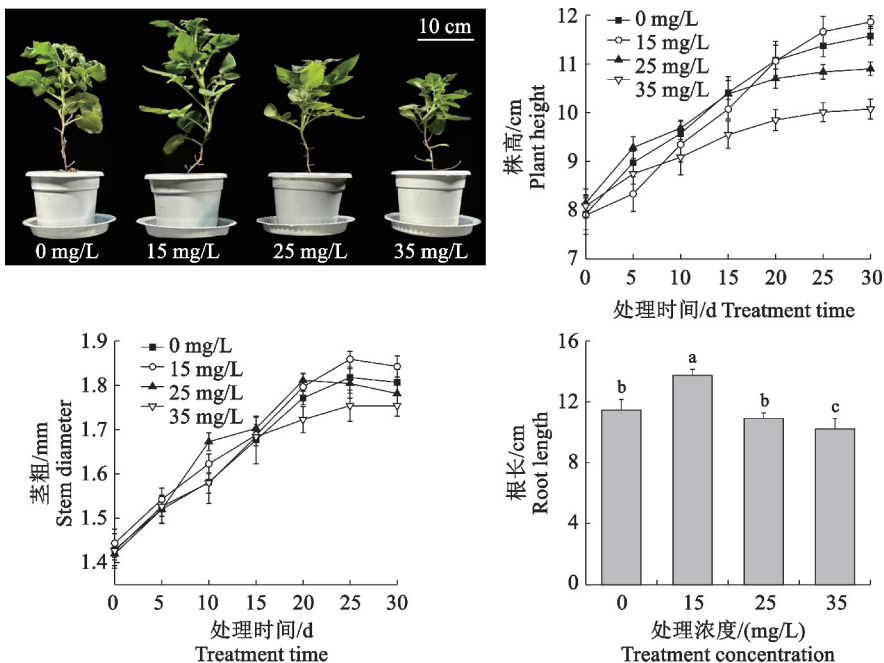 10 cm
0 mg/L
15 mg/L
25 mg/L
35 mg/L
12
11
10
9
8
7
株高/cm
Plant height
0 mg/L
15 mg/L
25 mg/L
35 mg/L
0 5 10 15 20 25 30
处理时间/d Treatment time
1.9
1.8
1.7
1.6
1.5
1.4
茎粗/mm
Stem diameter
0 mg/L
15 mg/L
25 mg/L
35 mg/L
0 5 10 15 20 25 30
处理时间/d
Treatment time
16
12
8
4
0
根长/cm
Root length
b a b c
0 15 25 35
处理浓度/(mg/L)
Treatment concentration